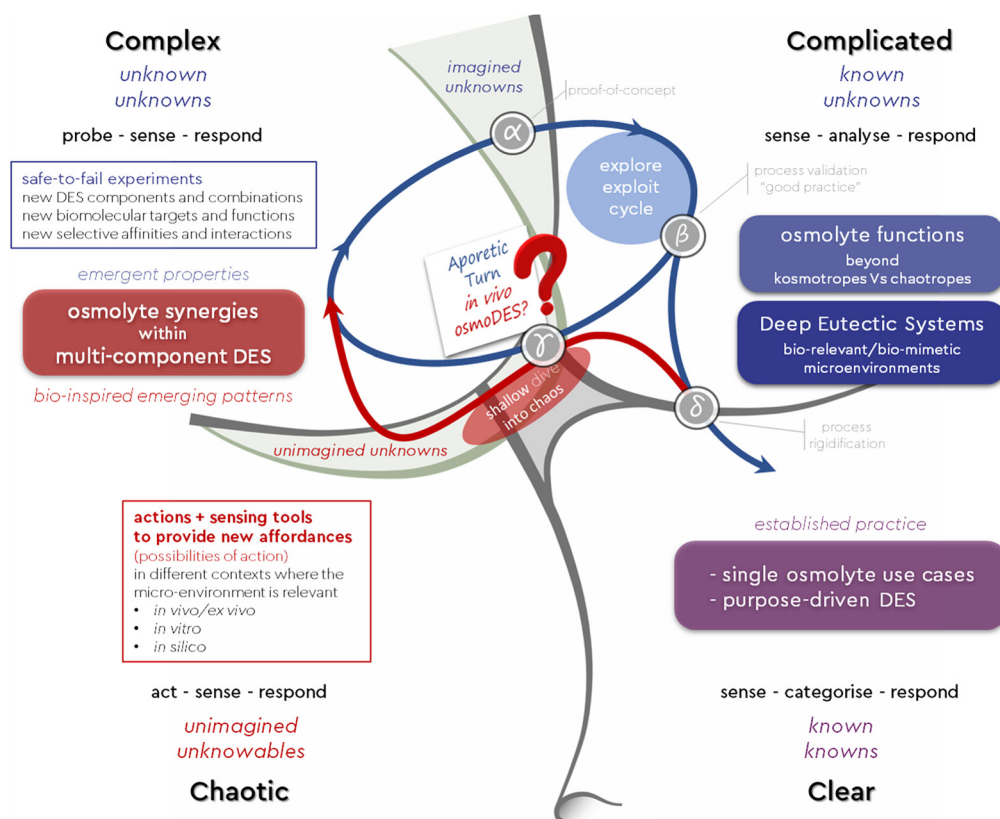 Complex
unknown
unknowns
probe - sense - respond
safe-to-fail experiments
new DES components and combinations
new biomolecular targets and functions
new selective affinities and interactions
emergent properties
osmolyte synergies
within
multi-component DES
bio-inspired emerging patterns
imagined
unknowns
α
proof-of-concept
explore
exploit
cycle
β
Aporetic
Turn
in vivo
osmoDES?
?
γ
shallow dive
into chaos
unimagined unknowns
δ
process
rigidification
Complicated
known
unknowns
sense - analyse - respond
process validation
"good practice"
osmolyte functions
beyond
kosmotropes Vs chaotropes
Deep Eutectic Systems
bio-relevant/bio-mimetic
microenvironments
actions + sensing tools
to provide new affordances
(possibilities of action)
in different contexts where the
micro-environment is relevant
• in vivo/ex vivo
• in vitro
• in silico
act - sense - respond
unimagined
unknowables
Chaotic
established practice
- single osmolyte use cases
- purpose-driven DES
sense - categorise - respond
known
knowns
Clear